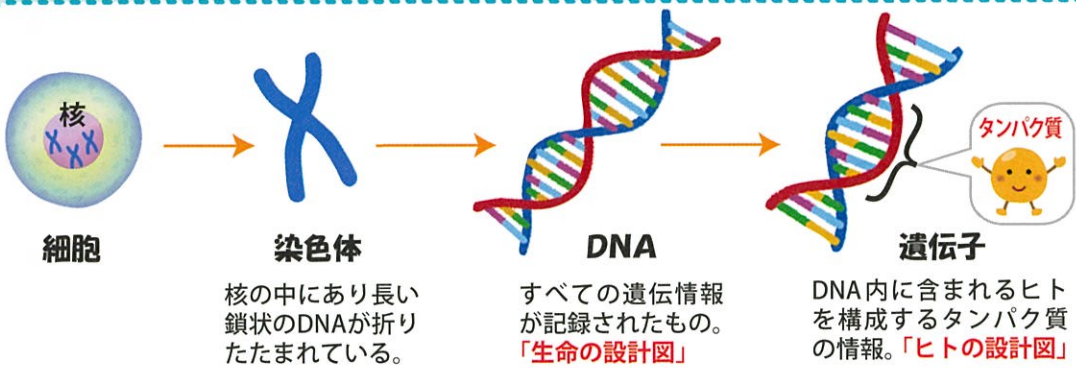 核
タンパク質
細胞
染色体
DNA
遺伝子
核の中にあり長い
鎖状のDNAが折り
たたまれている。
すべての遺伝情報
が記録されたもの。
「生命の設計図」
DNA内に含まれるヒト
を構成するタンパク質
の情報。「ヒトの設計図」